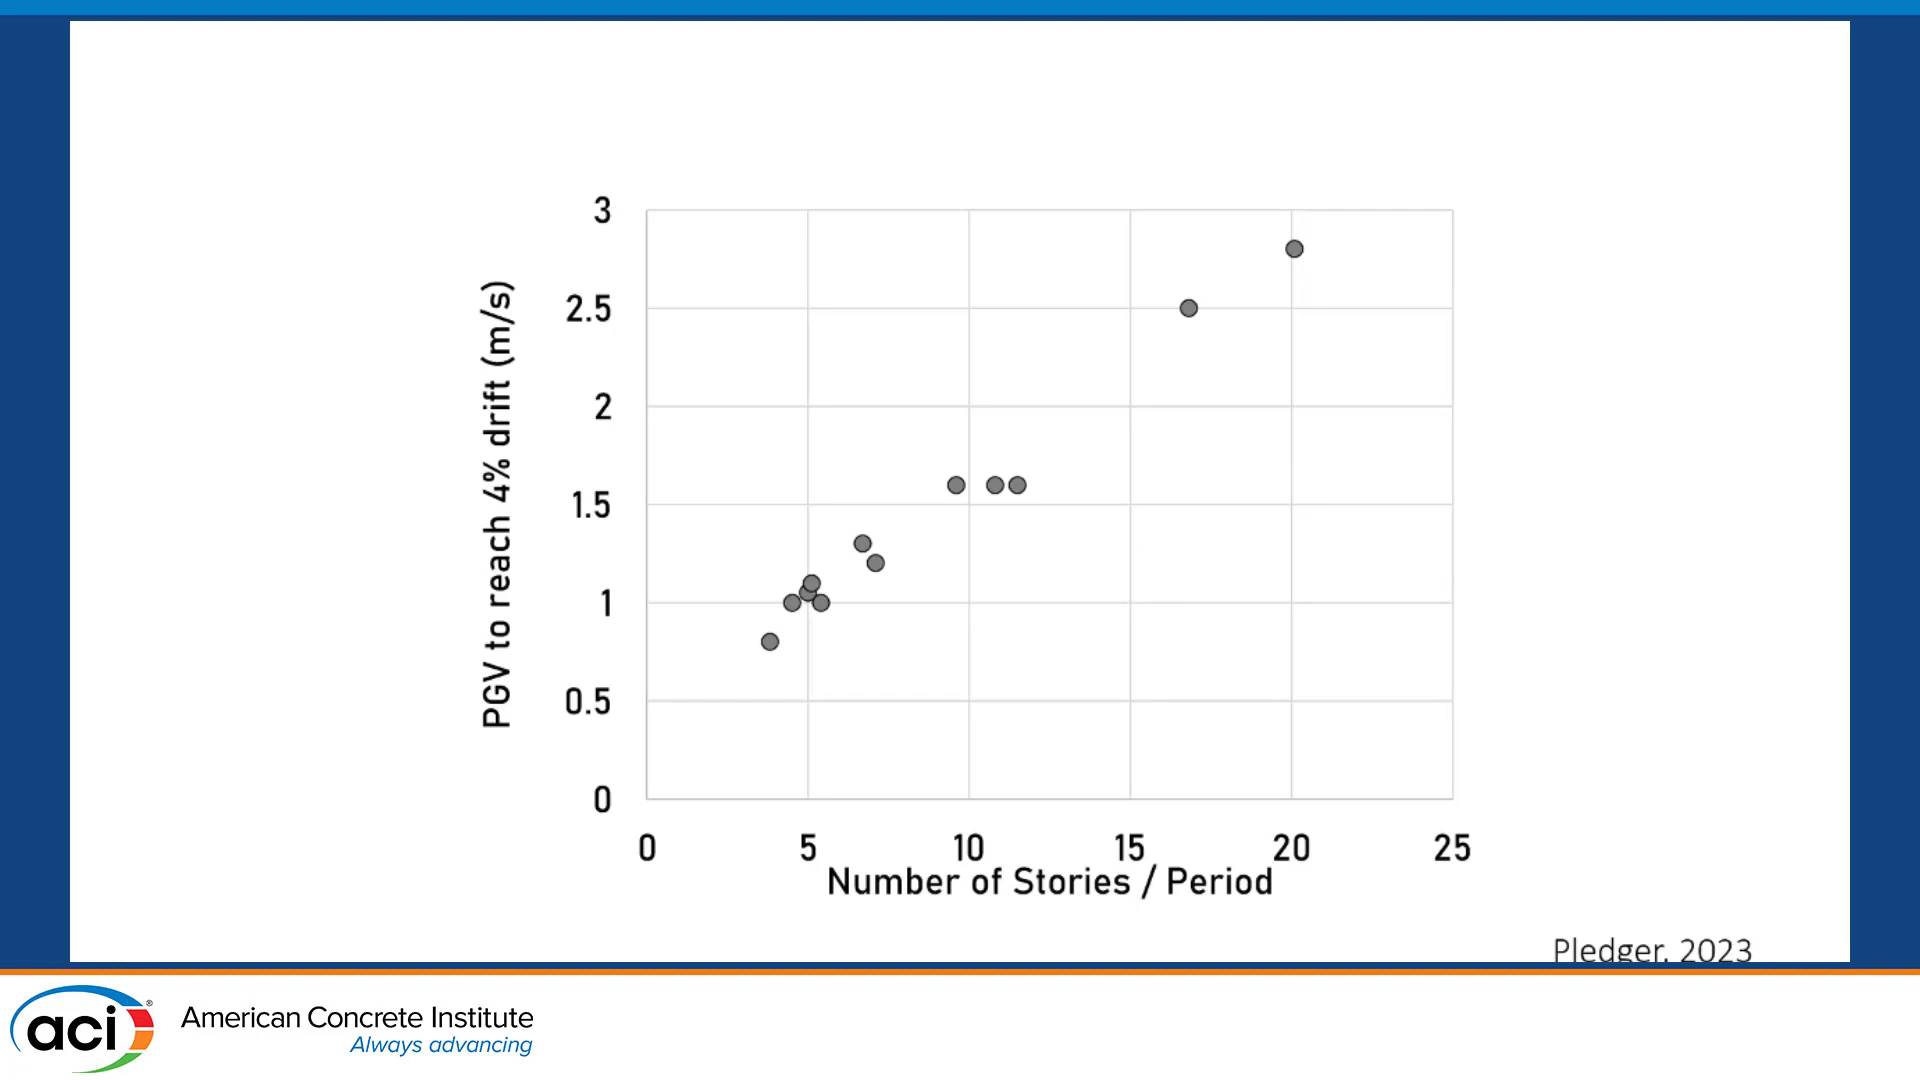 3
2.5
2
1.5
1
0.5
0
PGV to reach 4% drift (m/s)
0 5 10 15 20 25
Number of Stories / Period
Pledger, 2023
aci®
American Concrete Institute
Always advancing